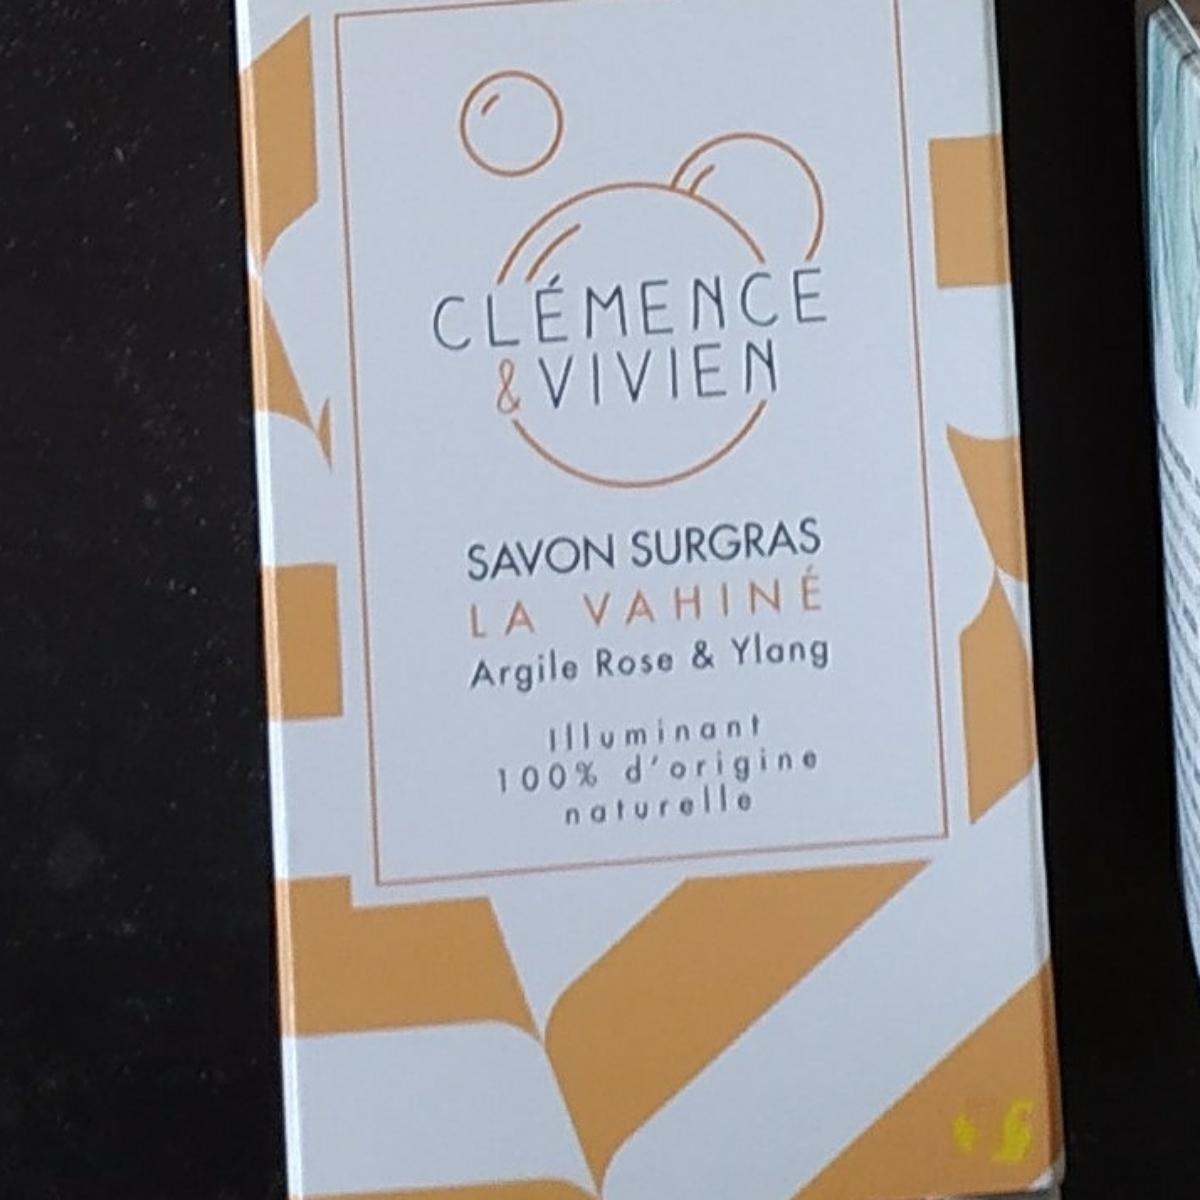 CLÉMENCE
& VIVIEN
SAVON SURGRAS
LA VAHINÉ
Argile Rose & Ylang
Illuminant
100% d'origine
naturelle